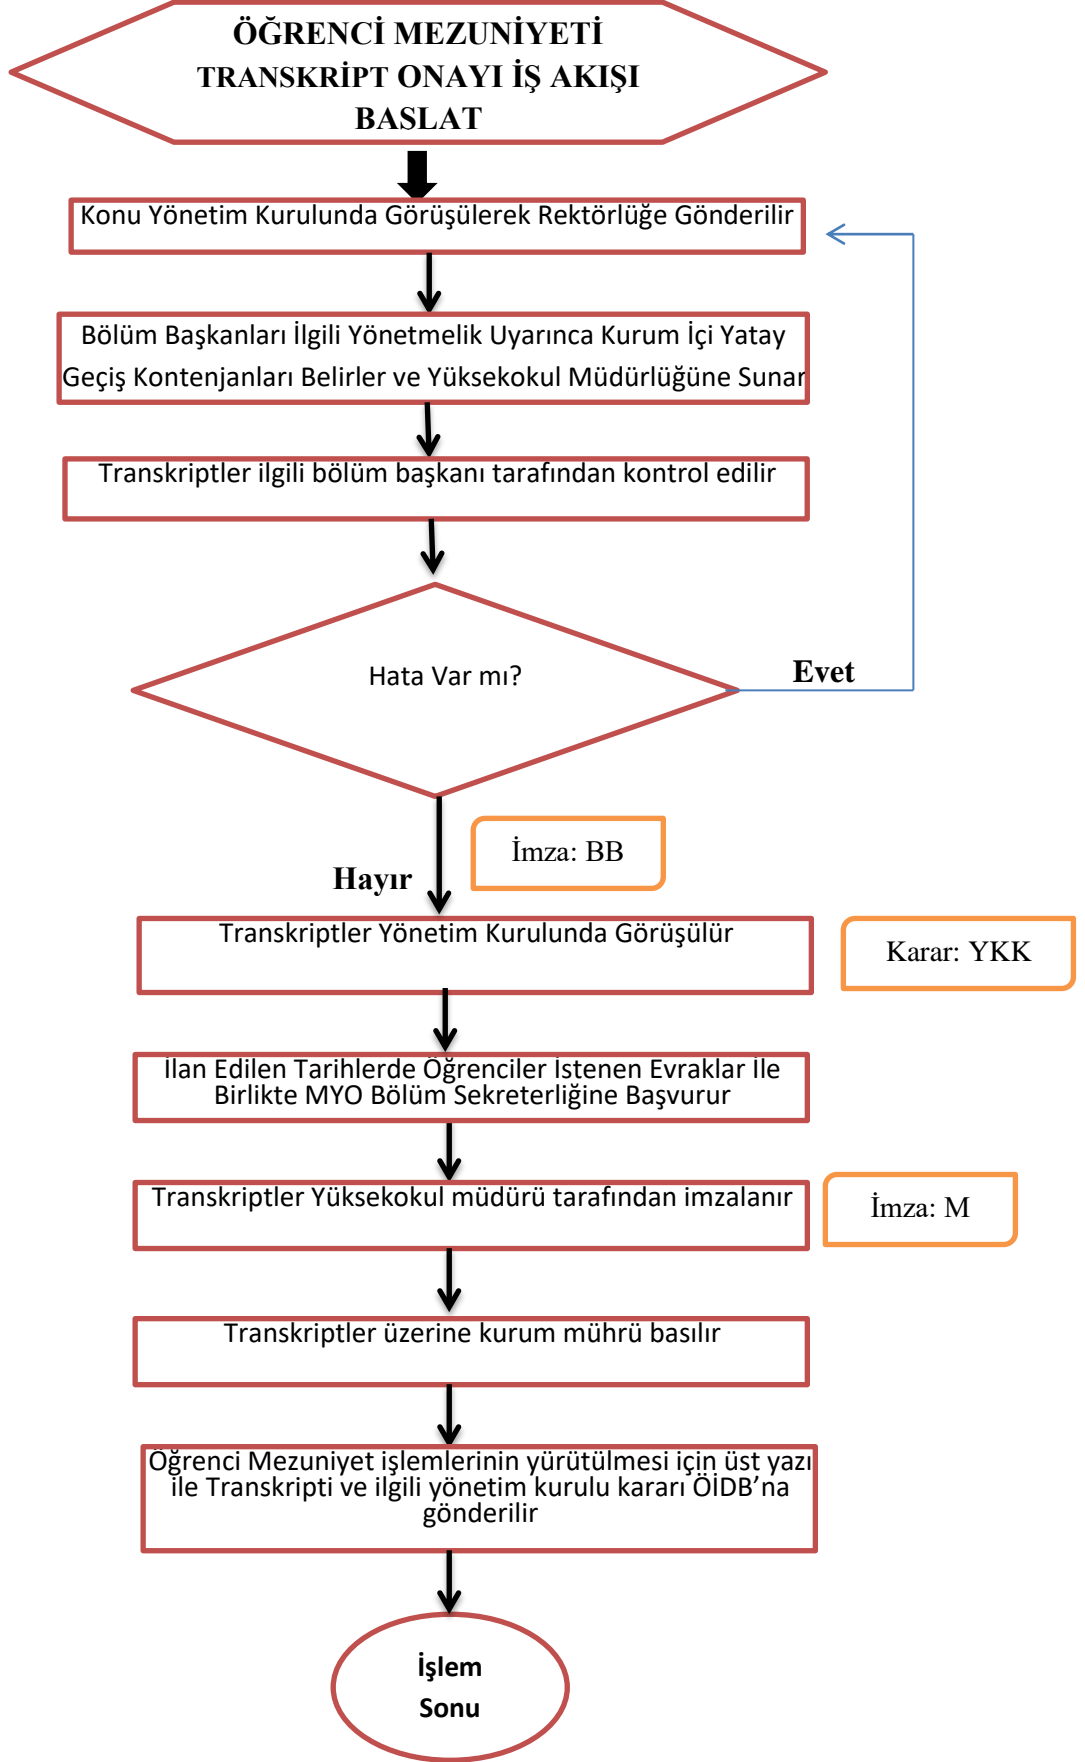 ÖĞRENCİ MEZUNİYETİ
TRANSKRİPT ONAYI İŞ AKIŞI
BASLAT
Konu Yönetim Kurulunda Görüşülerek Rektörlüğe Gönderilir
Bölüm Başkanları İlgili Yönetmelik Uyarınca Kurum İçi Yatay
Geçiş Kontenjanları Belirler ve Yüksekokul Müdürlüğüne Sunar
Transkriptler ilgili bölüm başkanı tarafından kontrol edilir
Hata Var mı?
Evet
İmza: BB
Hayır
Transkriptler Yönetim Kurulunda Görüşülür
Karar: YKK
İlan Edilen Tarihlerde Öğrenciler İstenen Evraklar İle
Birlikte MYO Bölüm Sekreterliğine Başvurur
Transkriptler Yüksekokul müdürü tarafından imzalanır
İmza: M
Transkriptler üzerine kurum mührü basılır
Öğrenci Mezuniyet işlemlerinin yürütülmesi için üst yazı
ile Transkripti ve ilgili yönetim kurulu kararı ÖİDB’na
gönderilir
İşlem
Sonu